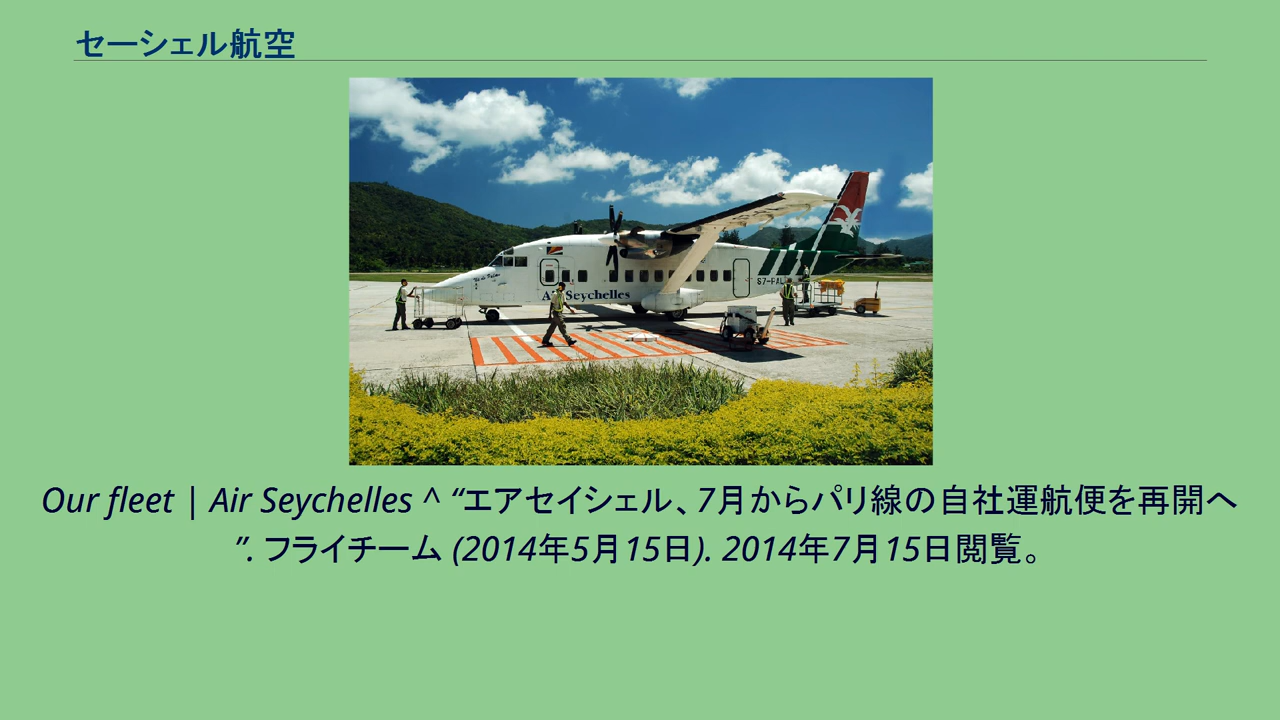 セーシェル航空
Air Seychelles
Our fleet | Air Seychelles ^ “エアセイシェル、7月からパリ線の自社運航便を再開へ
”. フライチーム (2014年5月15日). 2014年7月15日閲覧。